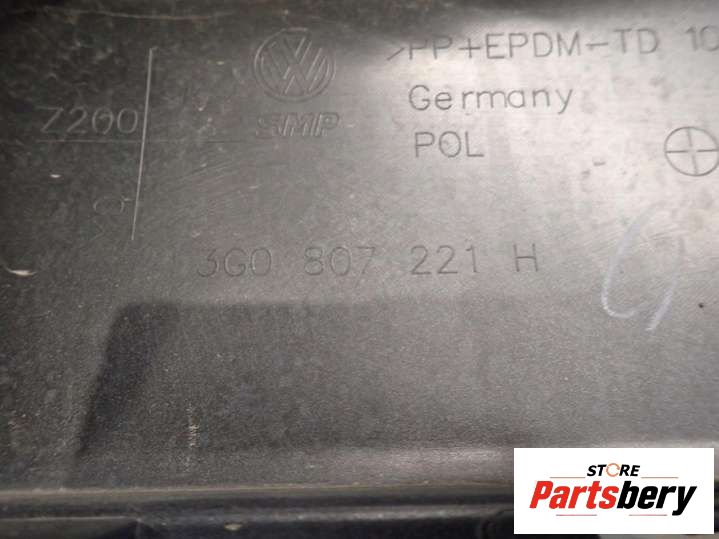 >PP+EPDM-TD 10
Germany
Z200
SMP
POL
3G0 807 221 H
STORE
Partsbery